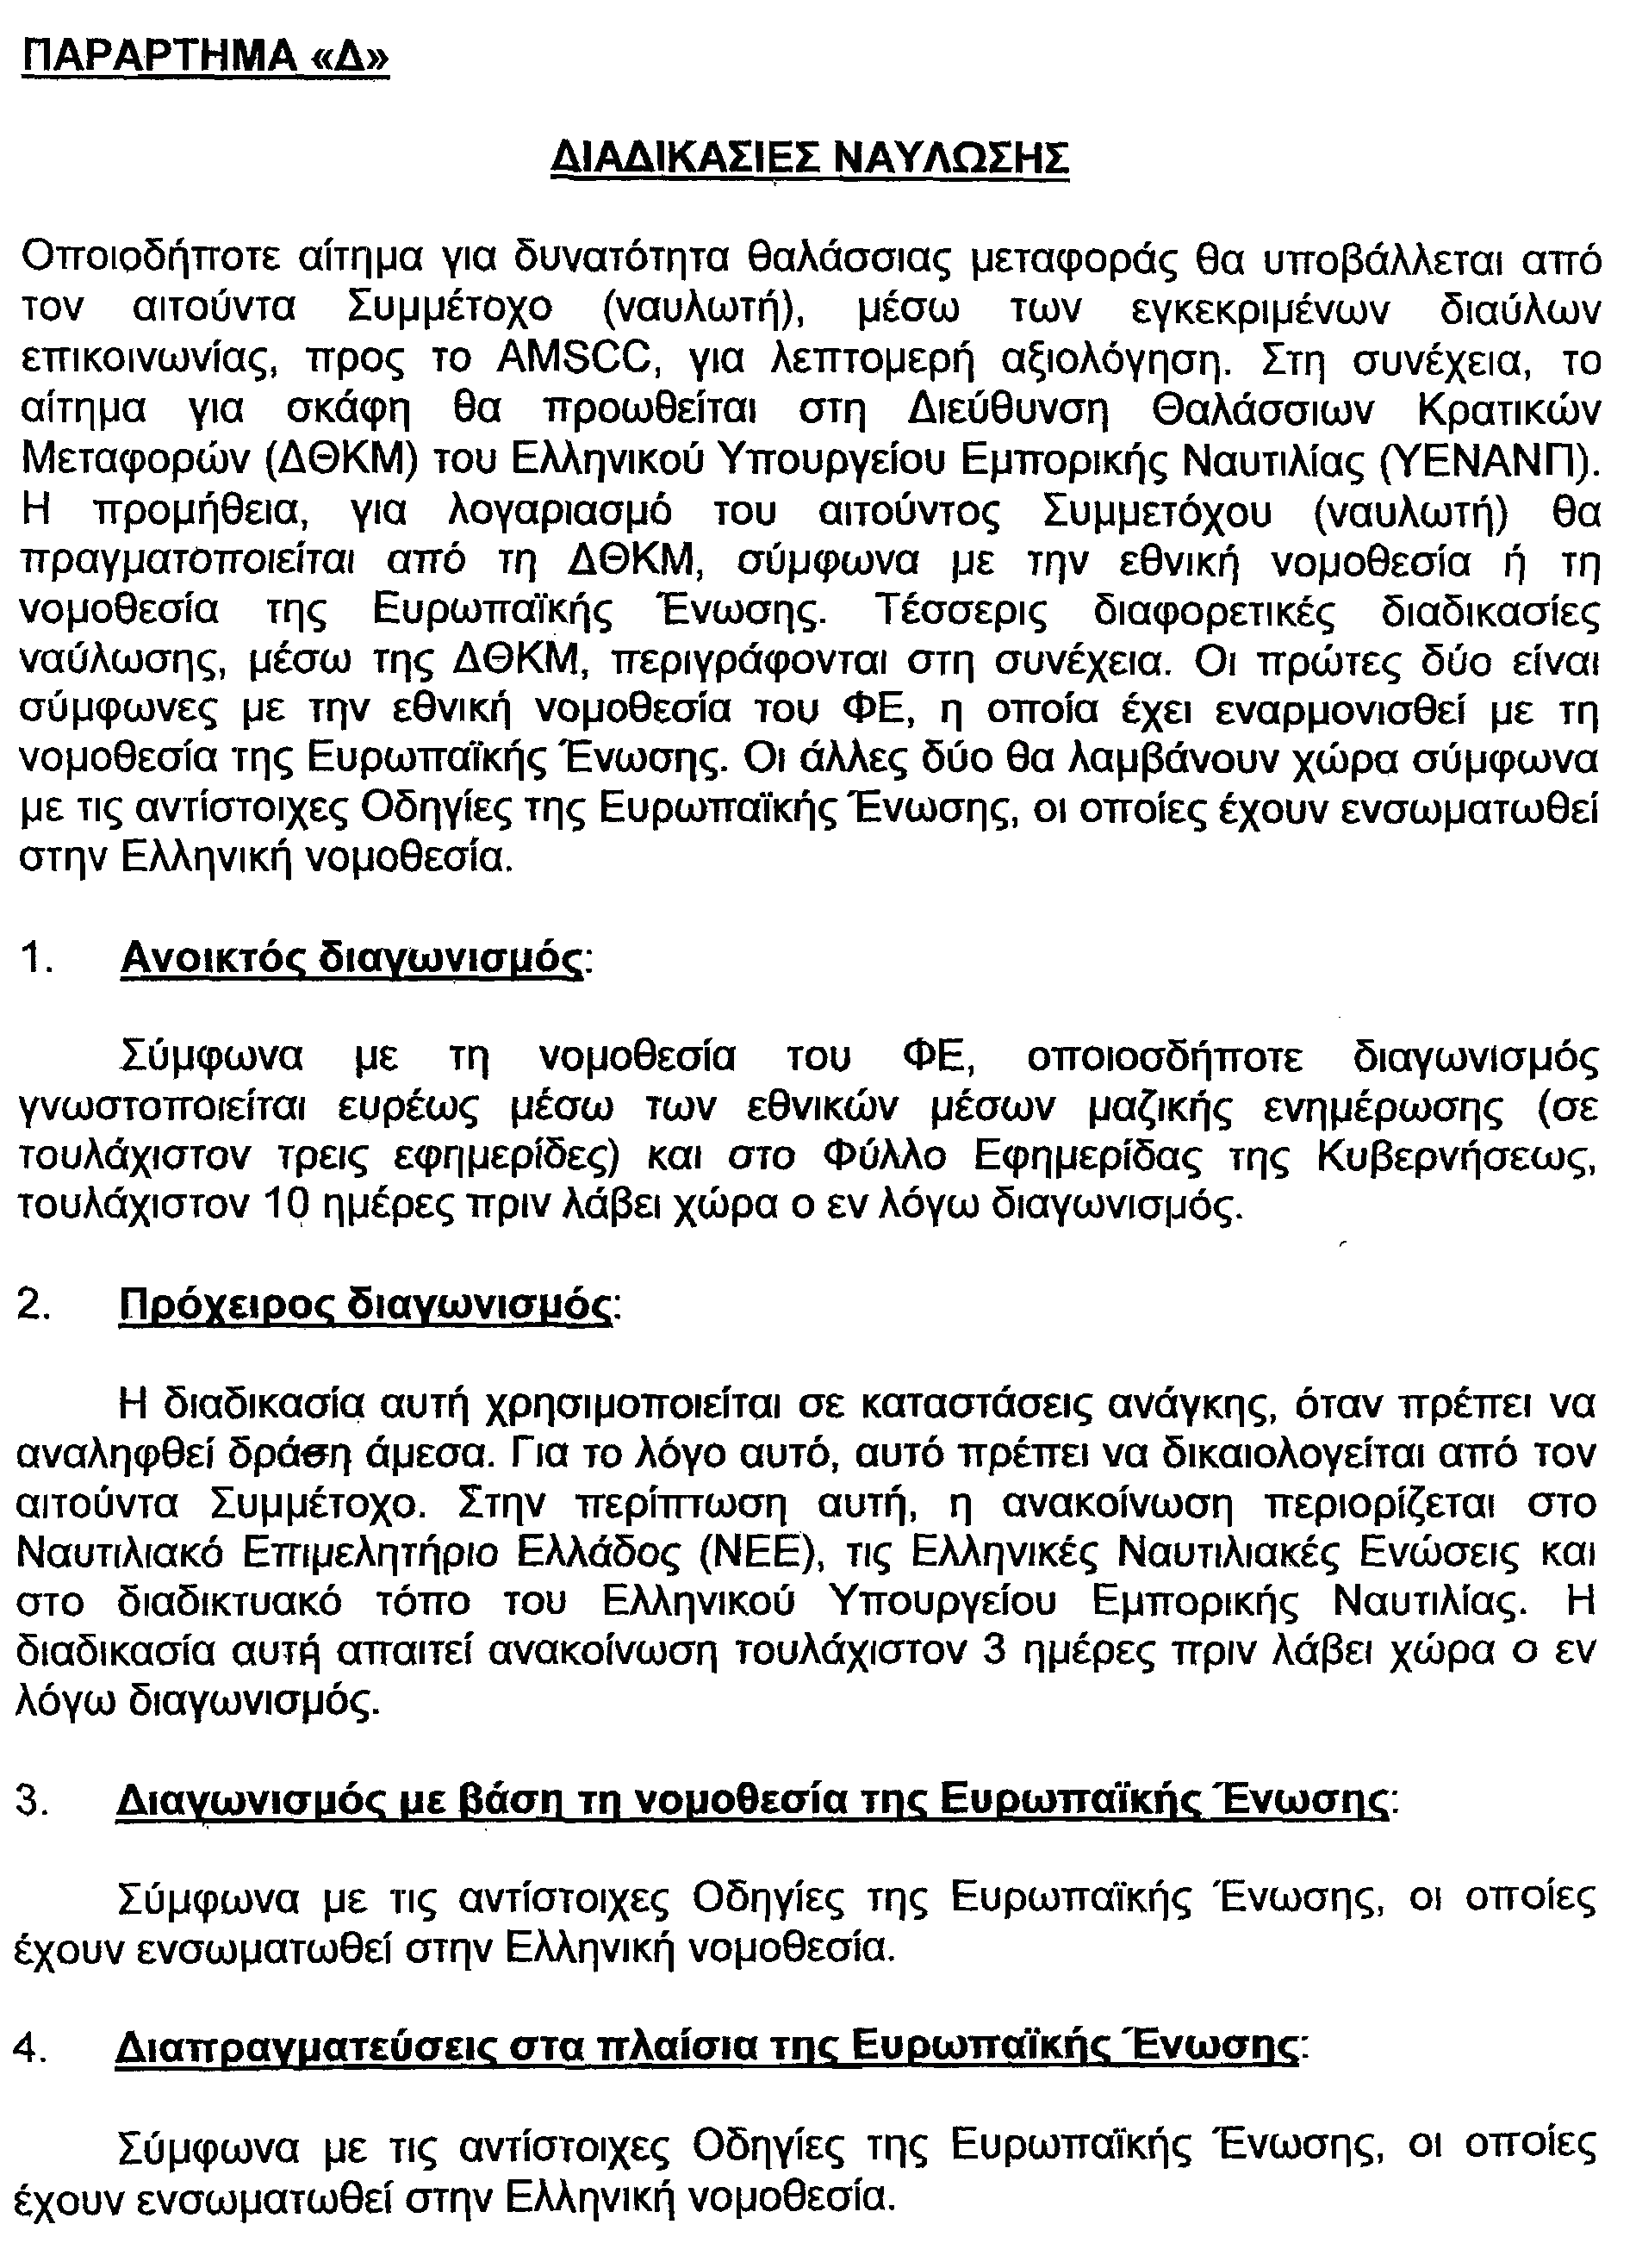 ΠΑΡΑΡΤΗΜΑ «Δ»
ΔΙΑΔΙΚΑΣΙΕΣ ΝΑΥΛΩΣΗΣ
Οποιοδήποτε αίτημα για δυνατότητα θαλάσσιας μεταφοράς θα υποβάλλεται από
τον αιτούντα Συμμέτοχο (ναυλωτή), μέσω των εγκεκριμένων διαύλων
επικοινωνίας, προς το AMSCC, για λεπτομερή αξιολόγηση. Στη συνέχεια, το
αίτημα για σκάφη θα προωθείται στη Διεύθυνση Θαλάσσιων Κρατικών
Μεταφορών (ΔΘΚΜ) του Ελληνικού Υπουργείου Εμπορικής Ναυτιλίας (ΥΕΝΑΝΠ).
Η προμήθεια, για λογαριασμό του αιτούντος Συμμετόχου (ναυλωτή) θα
πραγματοποιείται από τη ΔΘΚΜ, σύμφωνα με την εθνική νομοθεσία ή τη
νομοθεσία της Ευρωπαϊκής Ένωσης. Τέσσερις διαφορετικές διαδικασίες
ναύλωσης, μέσω της ΔΘΚΜ, περιγράφονται στη συνέχεια. Οι πρώτες δύο είναι
σύμφωνες με την εθνική νομοθεσία του ΦΕ, η οποία έχει εναρμονισθεί με τη
νομοθεσία της Ευρωπαϊκής Ένωσης. Οι άλλες δύο θα λαμβάνουν χώρα σύμφωνα
με τις αντίστοιχες Οδηγίες της Ευρωπαϊκής Ένωσης, οι οποίες έχουν ενσωματωθεί
στην Ελληνική νομοθεσία.
1. Ανοικτός διαγωνισμός:
Σύμφωνα με τη νομοθεσία του ΦΕ, οποιοσδήποτε διαγωνισμός
γνωστοποιείται ευρέως μέσω των εθνικών μέσων μαζικής ενημέρωσης (σε
τουλάχιστον τρεις εφημερίδες) και στο Φύλλο Εφημερίδας της Κυβερνήσεως,
τουλάχιστον 10 ημέρες πριν λάβει χώρα ο εν λόγω διαγωνισμός.
2. Πρόχειρος διαγωνισμός:
Η διαδικασία αυτή χρησιμοποιείται σε καταστάσεις ανάγκης, όταν πρέπει να
αναληφθεί δράση άμεσα. Για το λόγο αυτό, αυτό πρέπει να δικαιολογείται από τον
αιτούντα Συμμέτοχο. Στην περίπτωση αυτή, η ανακοίνωση περιορίζεται στο
Ναυτιλιακό Επιμελητήριο Ελλάδος (ΝΕΕ), τις Ελληνικές Ναυτιλιακές Ενώσεις και
στο διαδικτυακό τόπο του Ελληνικού Υπουργείου Εμπορικής Ναυτιλίας. Η
διαδικασία αυτή απαιτεί ανακοίνωση τουλάχιστον 3 ημέρες πριν λάβει χώρα ο εν
λόγω διαγωνισμός.
3. Διαγωνισμός με βάση τη νομοθεσία της Ευρωπαϊκής Ένωσης:
Σύμφωνα με τις αντίστοιχες Οδηγίες της Ευρωπαϊκής Ένωσης, οι οποίες
έχουν ενσωματωθεί στην Ελληνική νομοθεσία.
4. Διαπραγματεύσεις στα πλαίσια της Ευρωπαϊκής Ένωσης:
Σύμφωνα με τις αντίστοιχες Οδηγίες της Ευρωπαϊκής Ένωσης, οι οποίες
έχουν ενσωματωθεί στην Ελληνική νομοθεσία.